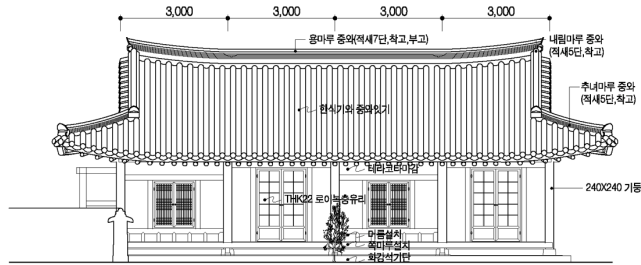 3,000 3,000 3,000 3,000
용마루 중와(적새7단,착고,부고)
내림마루 중와
(적새5단,착고)
추녀마루 중와
(적새5단,착고)
한식기와 중와잇기
테라코타마감
THK22 로이복층유리
240X240 기둥
머름설치
쪽마루설치
화강석기단